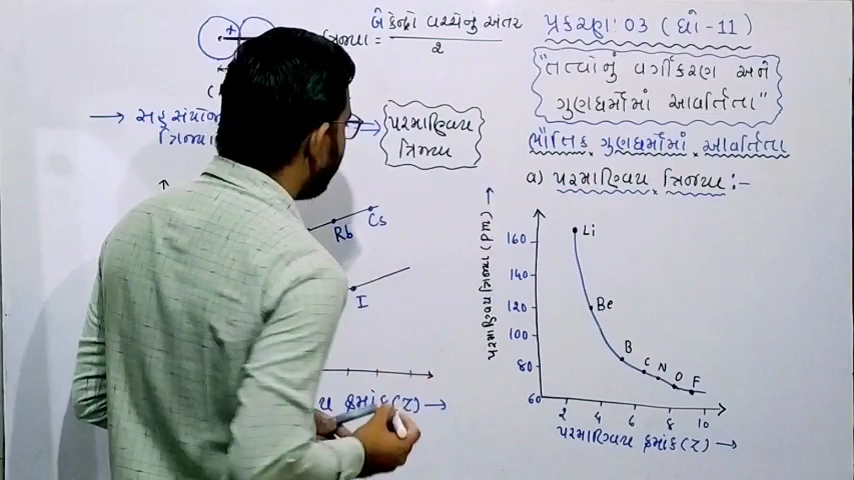 બે કેન્દ્રો વચ્ચેનું અંતર
ત્રિજ્યા =
2
+
પ્રકરણ: 03 ( ધો - 11 )
"તત્વોનું વર્ગીકરણ અને
ગુણધર્મોમાં આવર્તિતા"
ભૌતિક ગુણધર્મોમાં આવર્તિતા
a) પરમાણ્વિય ત્રિજ્યા :-
→ સહસંયોજ
ત્રિજ્યા
⇒
પરમાણ્વિય
ત્રિજ્યા
Rb
Cs
I
ક્રમાંક(Z) →
પરમાણ્વિય ત્રિજ્યા (PM) →
160
140
120
100
80
60
Li
Be
B
C
N
O
F
2 4 6 8 10
પરમાણ્વિય ક્રમાંક(Z) →